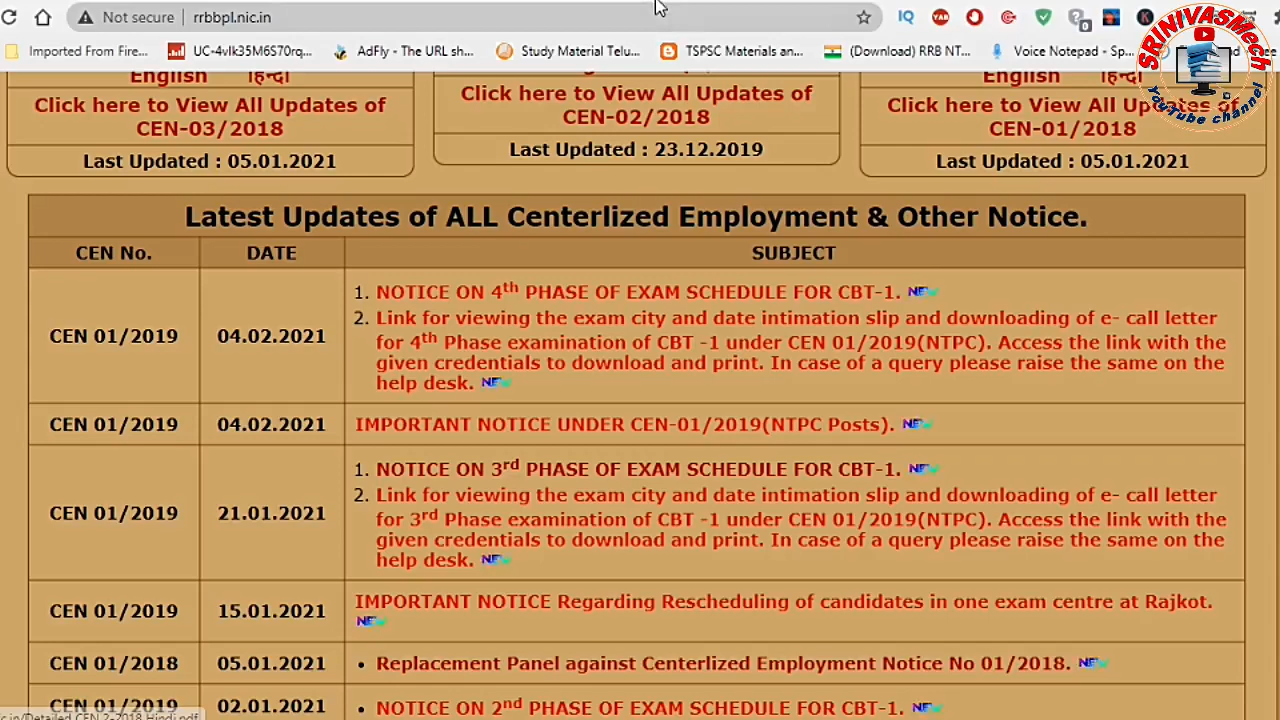 Not secure
rrbbpl.nic.in
Imported From Fire...
UC-4vlk35M6S70rq...
AdFly - The URL sh...
Study Material Telu...
TSPSC Materials an...
(Download) RRB NT...
Voice Notepad - Sp...
SRINIVASMech
YouTube channel
English हिन्दी
Click here to View All Updates of
CEN-03/2018
Last Updated : 05.01.2021
Click here to View All Updates of
CEN-02/2018
Last Updated : 23.12.2019
English हिन्दी
Click here to View All Updates of
CEN-01/2018
Last Updated : 05.01.2021
Latest Updates of ALL Centerlized Employment & Other Notice.
CEN No. DATE SUBJECT
CEN 01/2019 04.02.2021
1. NOTICE ON 4th PHASE OF EXAM SCHEDULE FOR CBT-1. NEW
2. Link for viewing the exam city and date intimation slip and downloading of e- call letter
for 4th Phase examination of CBT -1 under CEN 01/2019(NTPC). Access the link with the
given credentials to download and print. In case of a query please raise the same on the
help desk. NEW
CEN 01/2019 04.02.2021 IMPORTANT NOTICE UNDER CEN-01/2019(NTPC Posts). NEW
CEN 01/2019 21.01.2021
1. NOTICE ON 3rd PHASE OF EXAM SCHEDULE FOR CBT-1. NEW
2. Link for viewing the exam city and date intimation slip and downloading of e- call letter
for 3rd Phase examination of CBT -1 under CEN 01/2019(NTPC). Access the link with the
given credentials to download and print. In case of a query please raise the same on the
help desk. NEW
CEN 01/2019 15.01.2021 IMPORTANT NOTICE Regarding Rescheduling of candidates in one exam centre at Rajkot.
NEW
CEN 01/2018 05.01.2021 • Replacement Panel against Centerlized Employment Notice No 01/2018. NEW
CEN 01/2019 02.01.2021 • NOTICE ON 2nd PHASE OF EXAM SCHEDULE FOR CBT-1. NEW
c.in/Detailed CEN 2-2018 Hindi.pdf